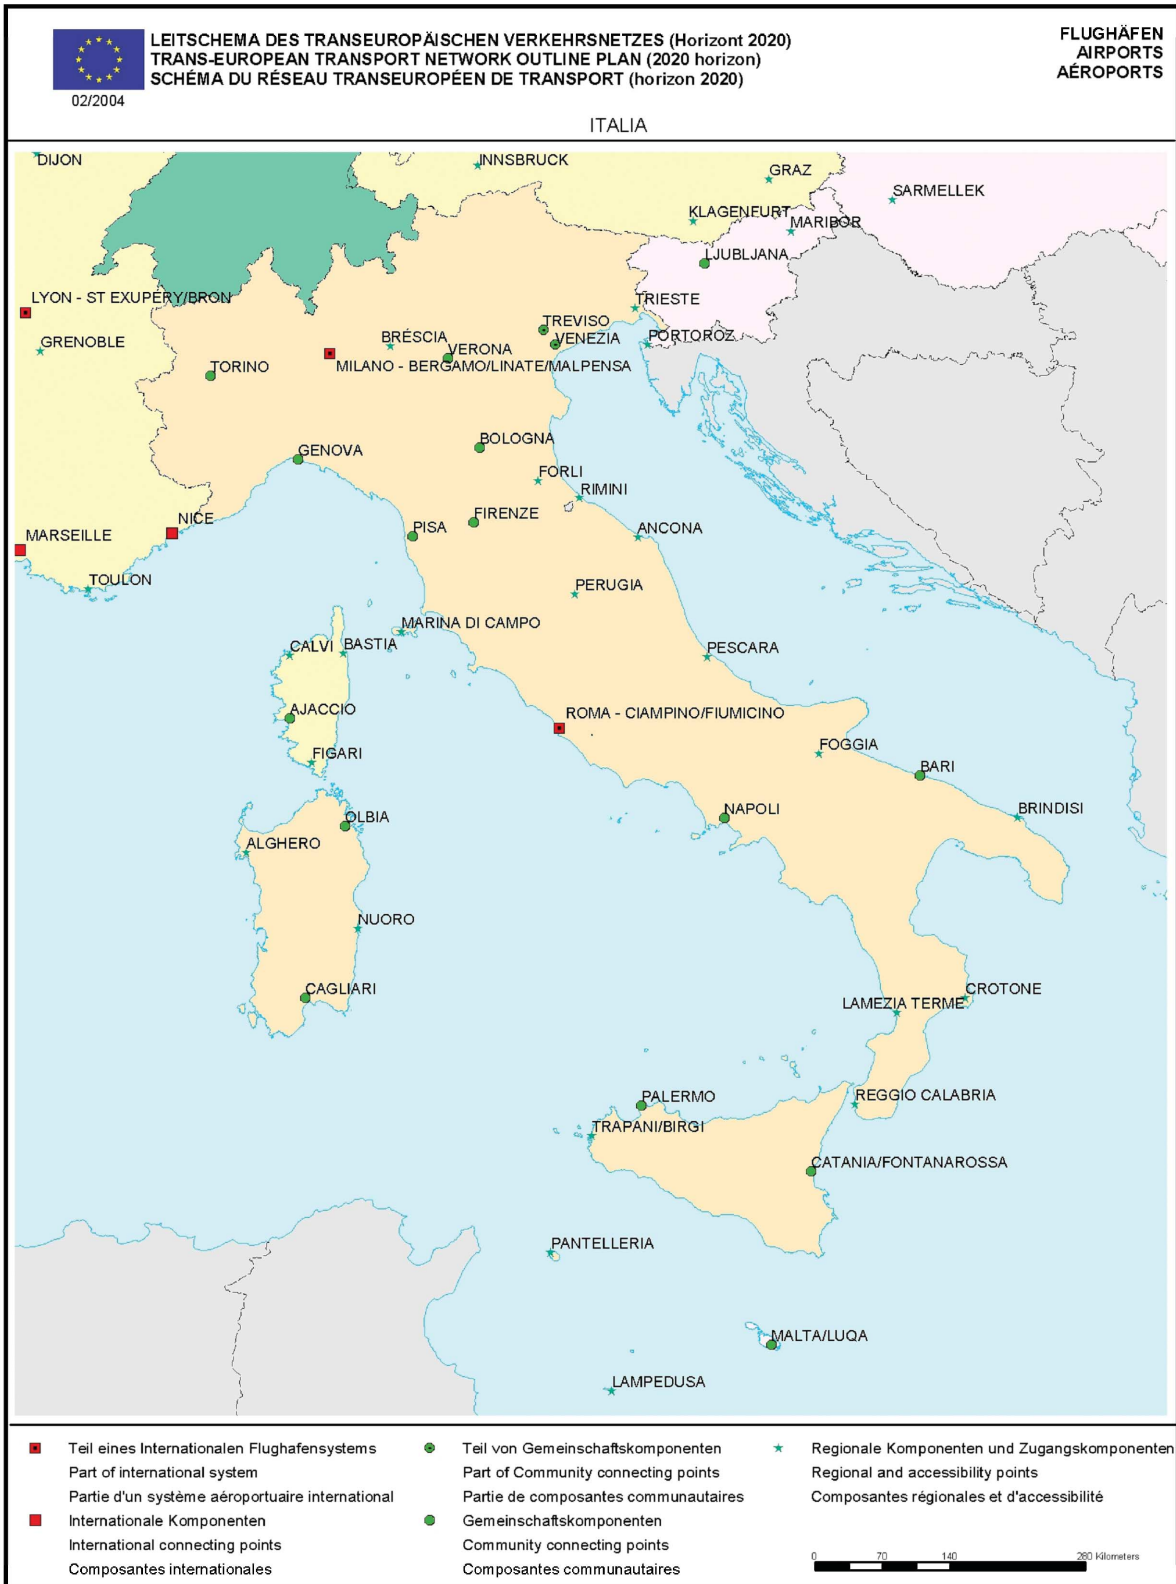 LEITSCHEMA DES TRANSEUROPÄISCHEN VERKEHRSNETZES (Horizont 2020)
TRANS-EUROPEAN TRANSPORT NETWORK OUTLINE PLAN (2020 horizon)
SCHÉMA DU RÉSEAU TRANSEUROPÉEN DE TRANSPORT (horizon 2020)
02/2004
FLUGHÄFEN
AIRPORTS
AÉROPORTS
ITALIA
DIJON
INNSBRUCK
GRAZ
SARMELLEK
KLAGENFURT
MARIBOR
LJUBLJANA
LYON - ST EXUPERY/BRON
TRIESTE
GRENOBLE
BRÉSCIA
TREVISO
VENEZIA
PORTOROZ
VERONA
TORINO
MILANO - BERGAMO/LINATE/MALPENSA
BOLOGNA
GENOVA
FORLI
RIMINI
NICE
PISA
FIRENZE
ANCONA
MARSEILLE
TOULON
PERUGIA
MARINA DI CAMPO
CALVI
BASTIA
PESCARA
AJACCIO
ROMA - CIAMPINO/FIUMICINO
FIGARI
FOGGIA
BARI
OLBIA
NAPOLI
BRINDISI
ALGHERO
NUORO
CAGLIARI
CROTONE
LAMEZIA TERME
PALERMO
REGGIO CALABRIA
TRAPANI/BIRGI
CATANIA/FONTANAROSSA
PANTELLERIA
MALTA/LUQA
LAMPEDUSA
Teil eines Internationalen Flughafensystems
Part of international system
Partie d'un système aéroportuaire international
Internationale Komponenten
International connecting points
Composantes internationales
Teil von Gemeinschaftskomponenten
Part of Community connecting points
Partie de composantes communautaires
Gemeinschaftskomponenten
Community connecting points
Composantes communautaires
Regionale Komponenten und Zugangskomponenten
Regional and accessibility points
Composantes régionales et d'accessibilité
0 70 140 280 Kilometers